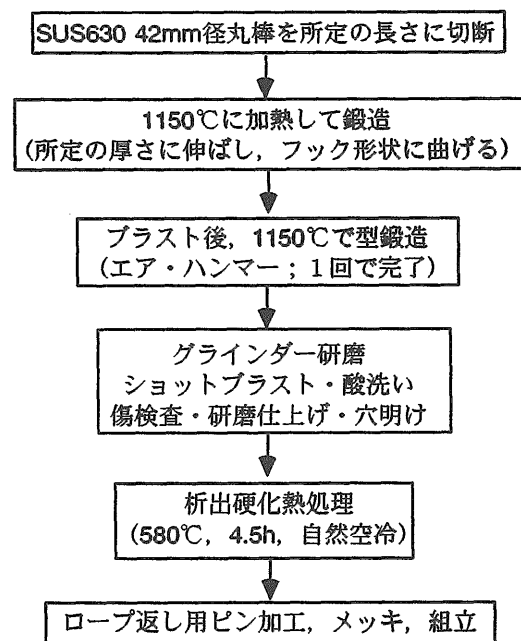 SUS630 42mm径丸棒を所定の長さに切断
1150℃に加熱して鍛造
(所定の厚さに伸ばし，フック形状に曲げる)
ブラスト後，1150℃で型鍛造
(エア・ハンマー；1回で完了)
グラインダー研磨
ショットブラスト・酸洗い
傷検査・研磨仕上げ・穴明け
析出硬化熱処理
(580℃，4.5h，自然空冷)
ロープ返し用ピン加工，メッキ，組立